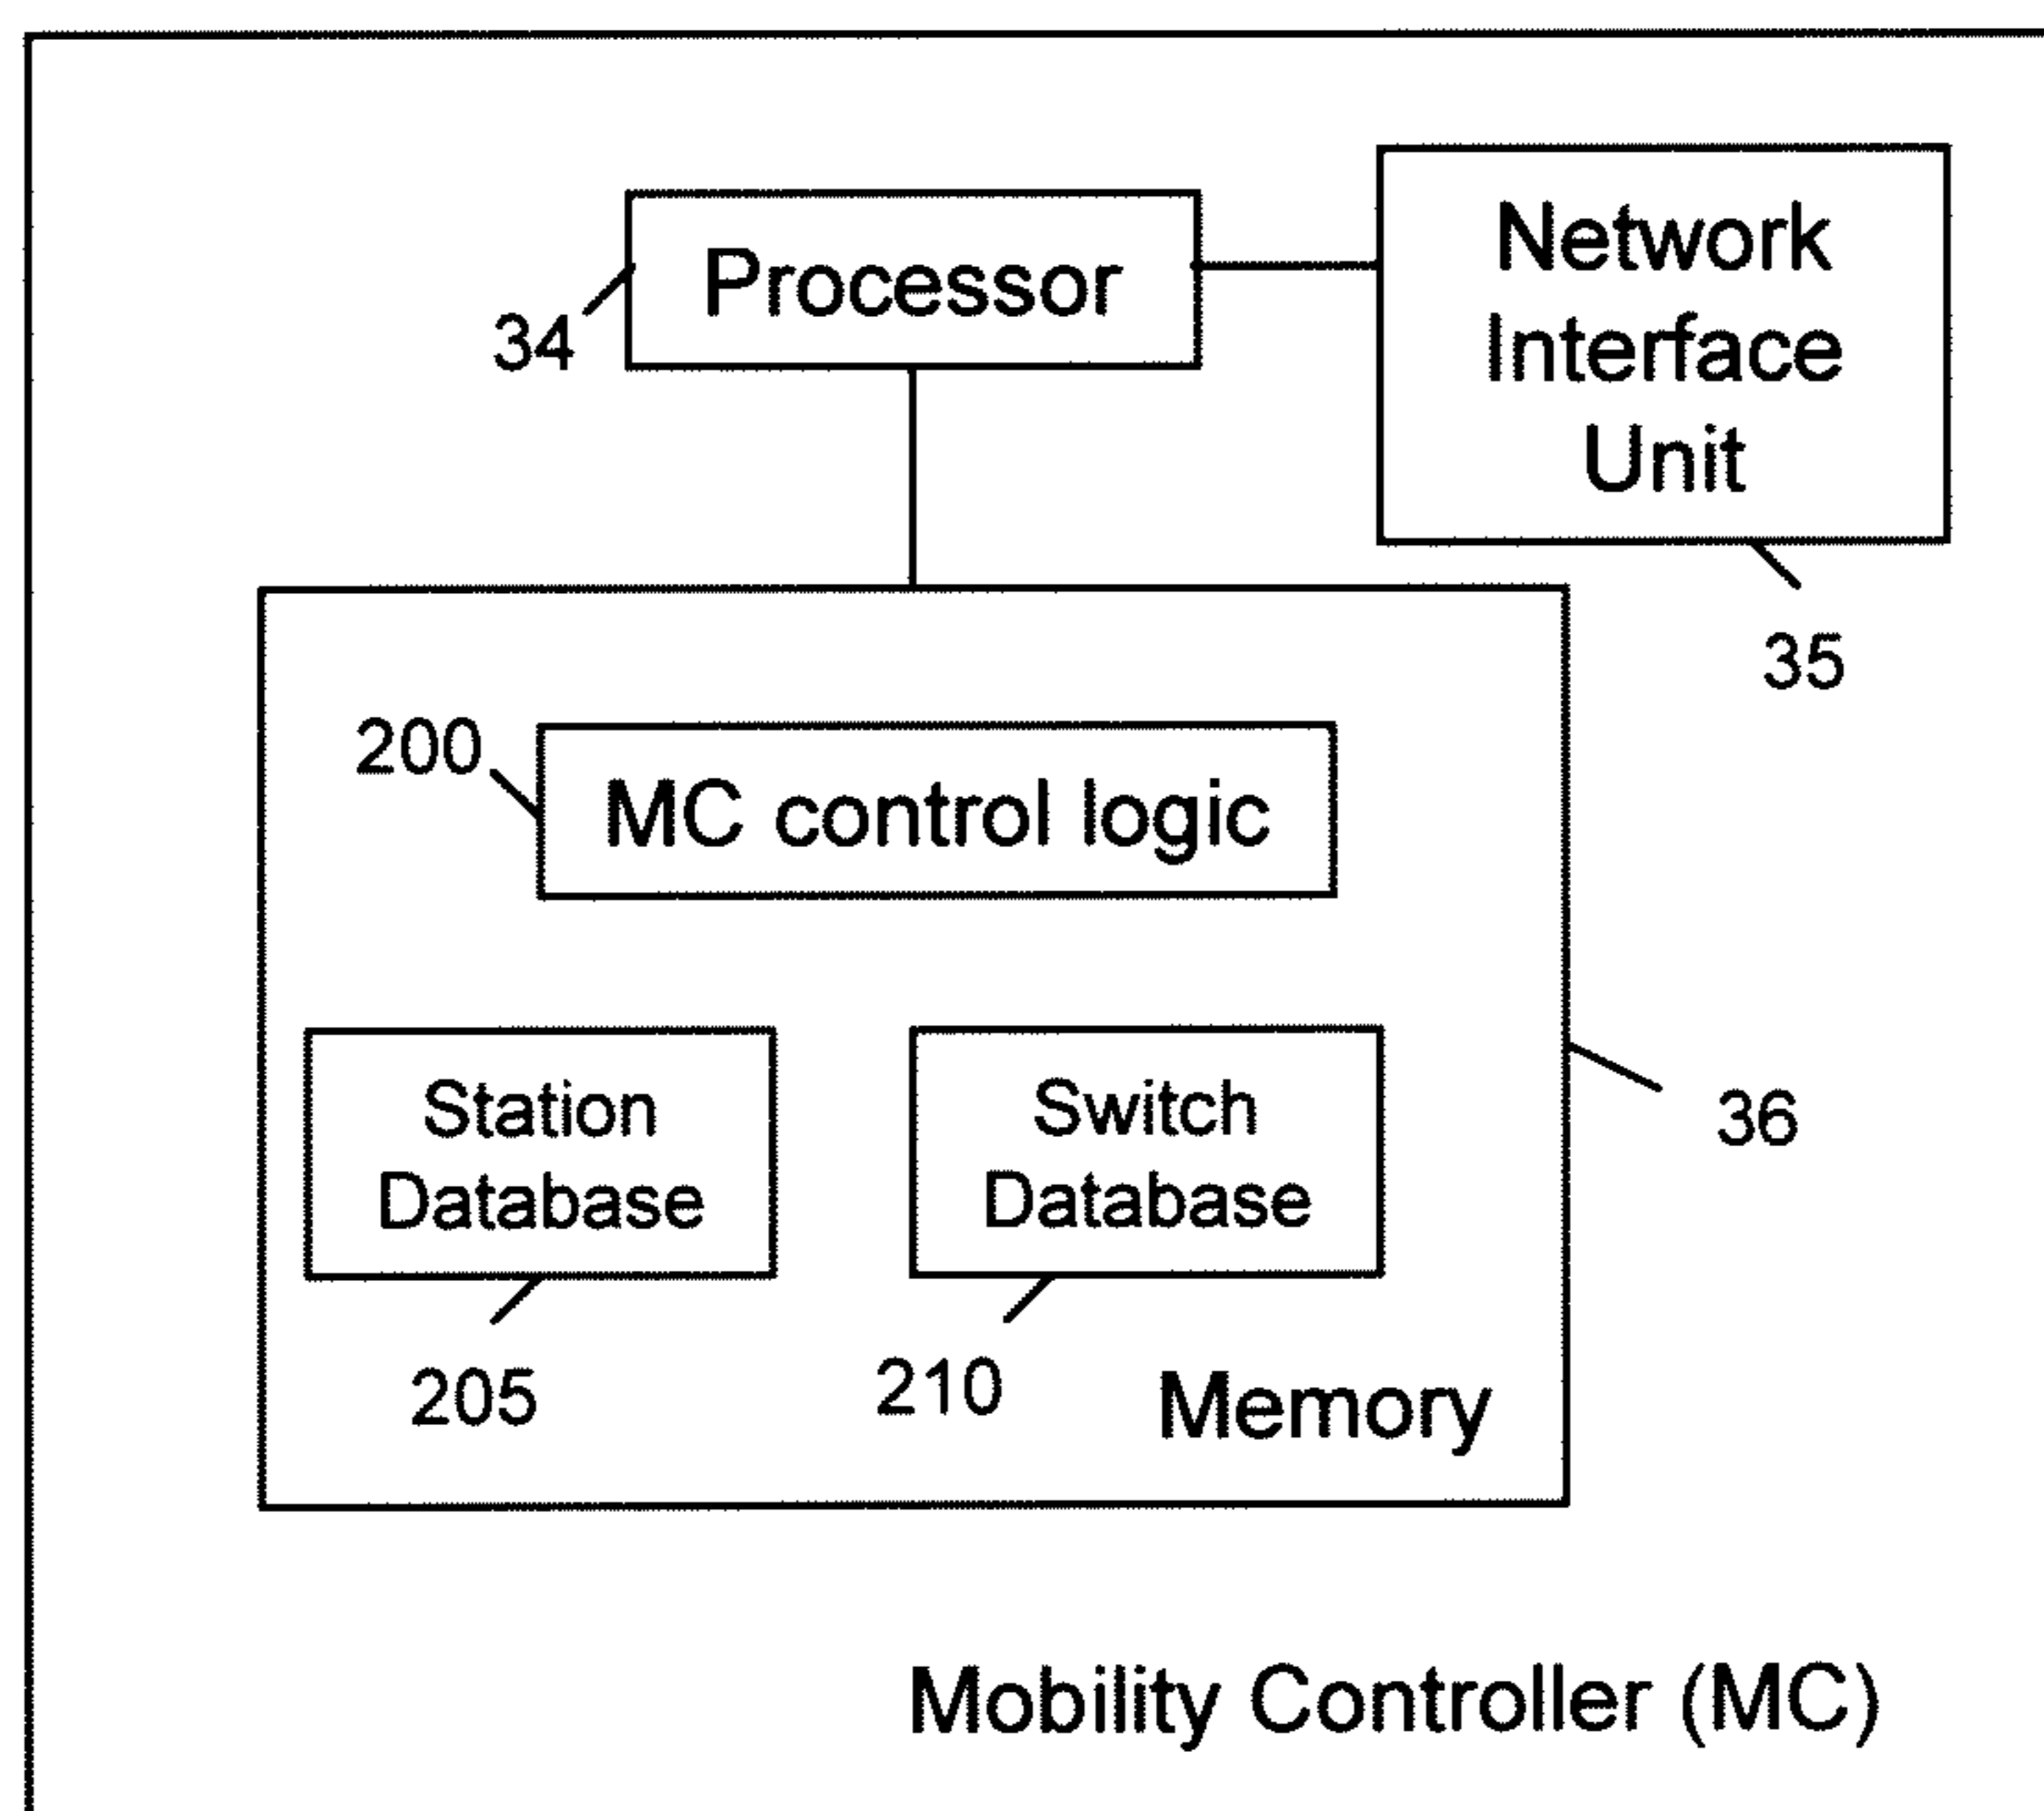 Processor
34
Network
Interface
Unit
35
200
MC control logic
Station
Database
Switch
Database
36
205
210
Memory
Mobility Controller (MC)